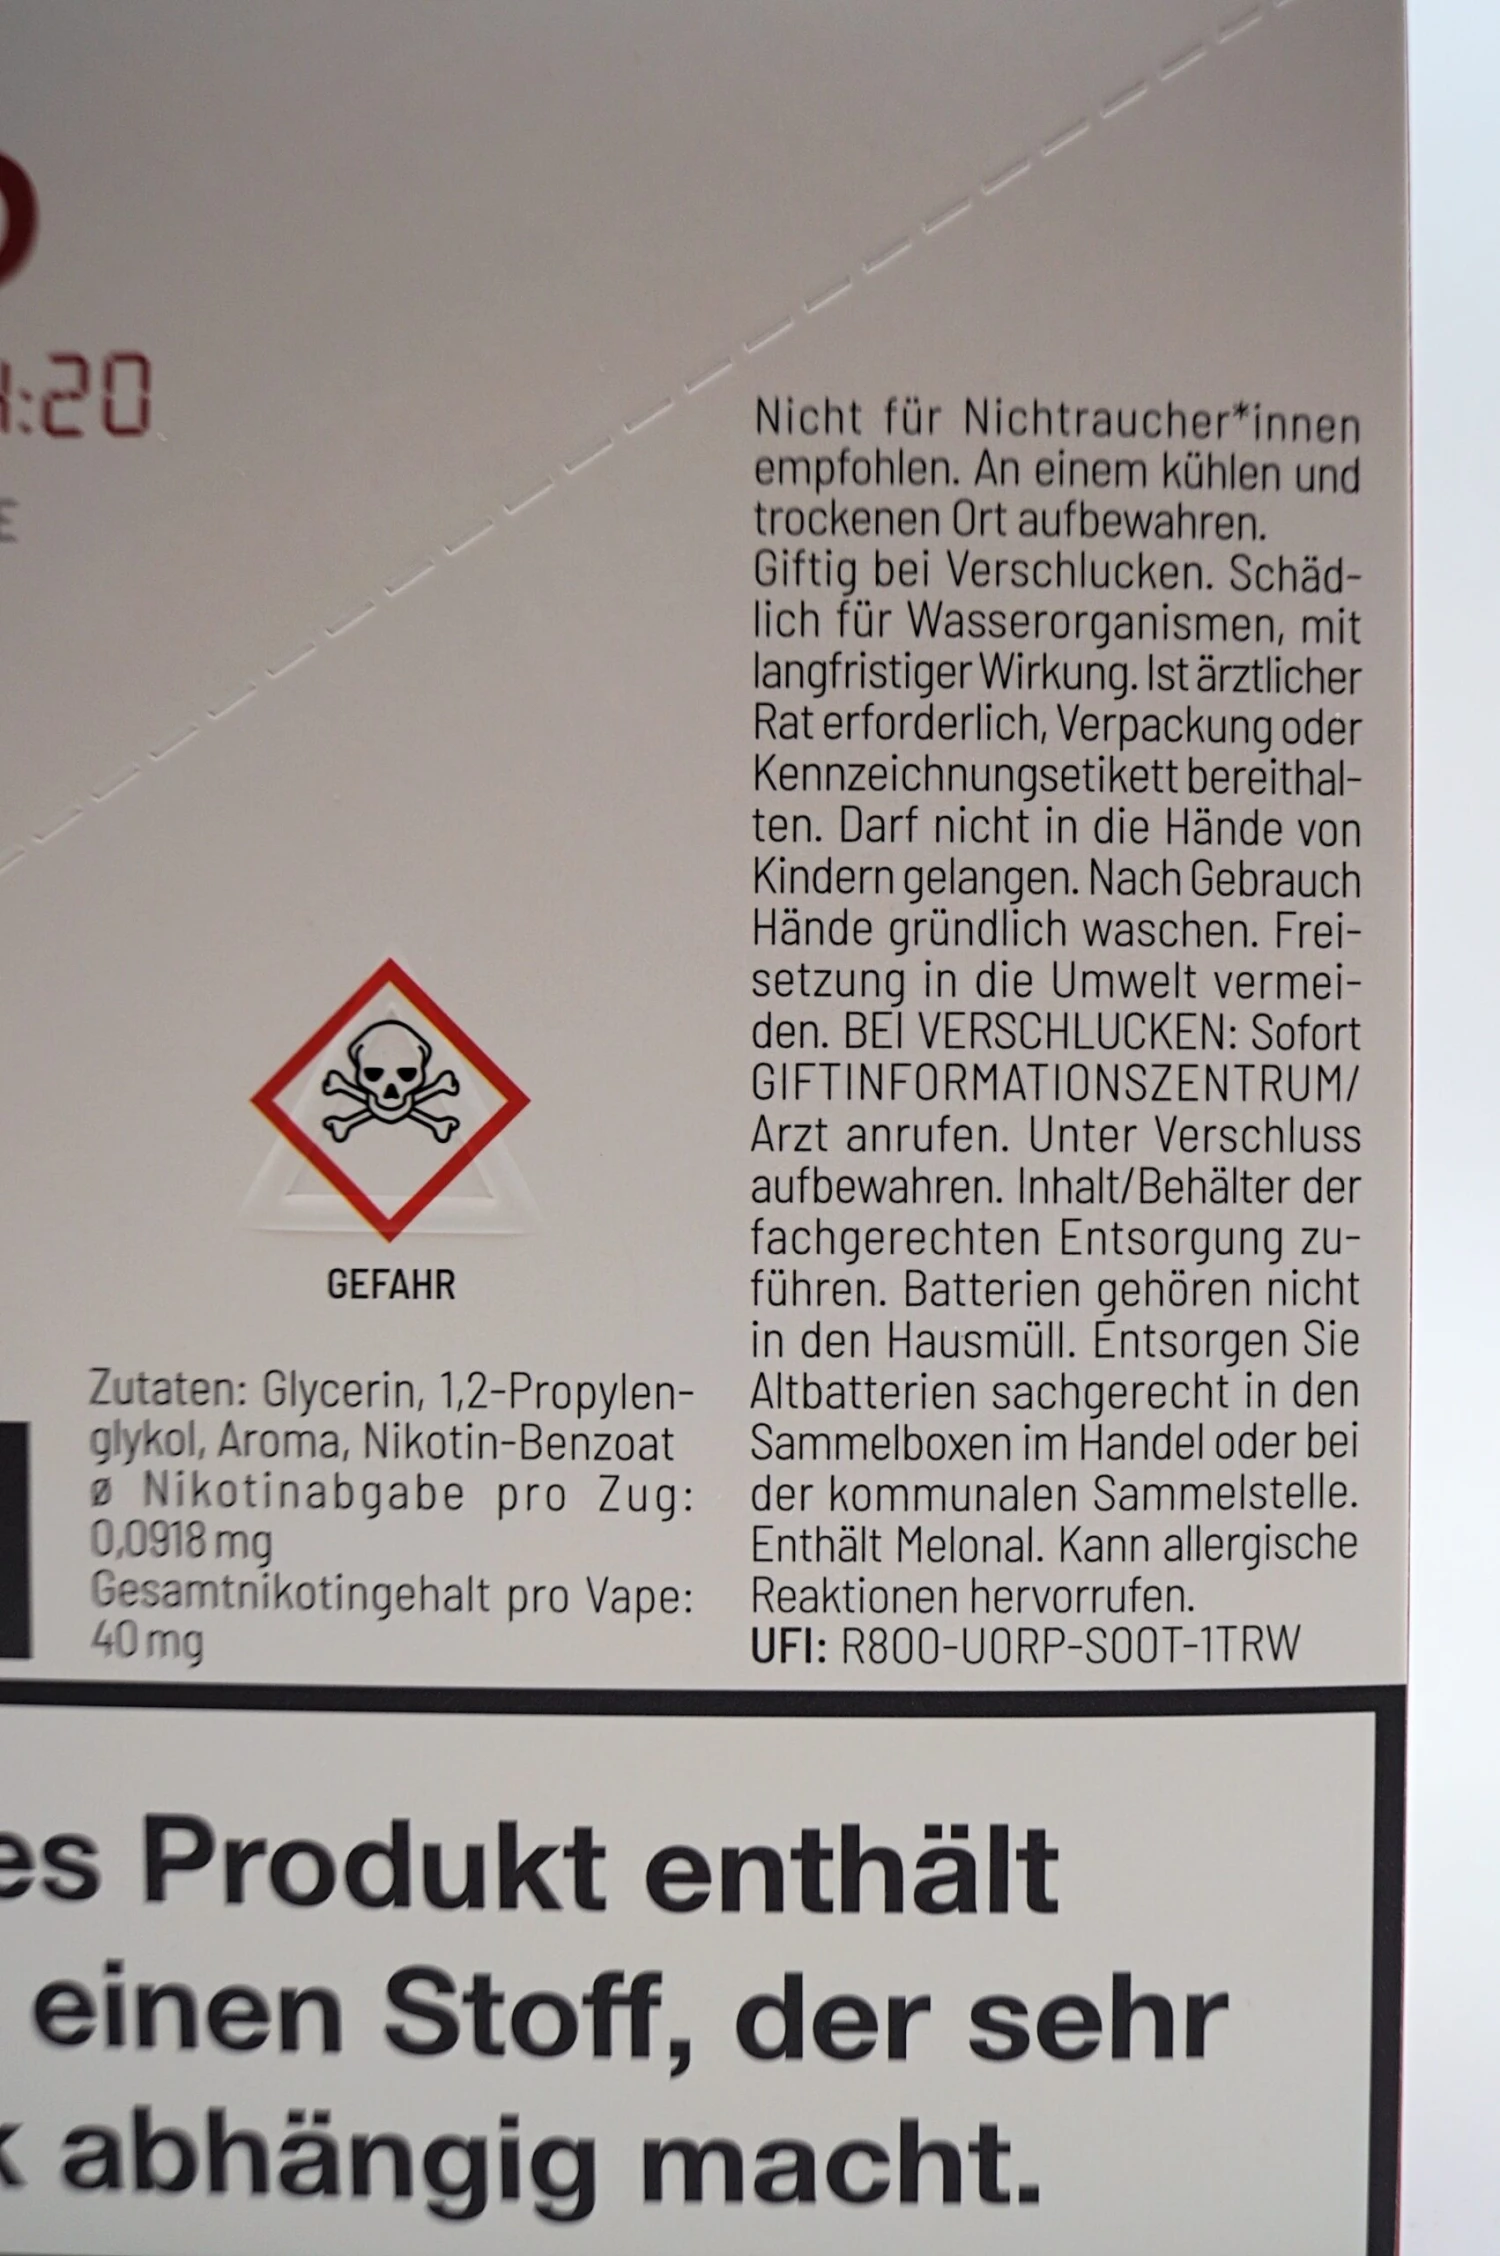 :20
Nicht für Nichtraucher*innen
empfohlen. An einem kühlen und
trockenen Ort aufbewahren.
Giftig bei Verschlucken. Schäd-
lich für Wasserorganismen, mit
langfristiger Wirkung. Ist ärztlicher
Rat erforderlich, Verpackung oder
Kennzeichnungsetikett bereithal-
ten. Darf nicht in die Hände von
Kindern gelangen. Nach Gebrauch
Hände gründlich waschen. Frei-
setzung in die Umwelt vermei-
den. BEI VERSCHLUCKEN: Sofort
GIFTINFORMATIONSZENTRUM/
Arzt anrufen. Unter Verschluss
aufbewahren. Inhalt/Behälter der
fachgerechten Entsorgung zu-
führen. Batterien gehören nicht
in den Hausmüll. Entsorgen Sie
Altbatterien sachgerecht in den
Sammelboxen im Handel oder bei
der kommunalen Sammelstelle.
Enthält Melonal. Kann allergische
Reaktionen hervorrufen.
UFI: R800-U0RP-S00T-1TRW
GEFAHR
Zutaten: Glycerin, 1,2-Propylen-
glykol, Aroma, Nikotin-Benzoat
ø Nikotinabgabe pro Zug:
0,0918 mg
Gesamtnikotingehalt pro Vape:
40 mg
es Produkt enthält
einen Stoff, der sehr
k abhängig macht.